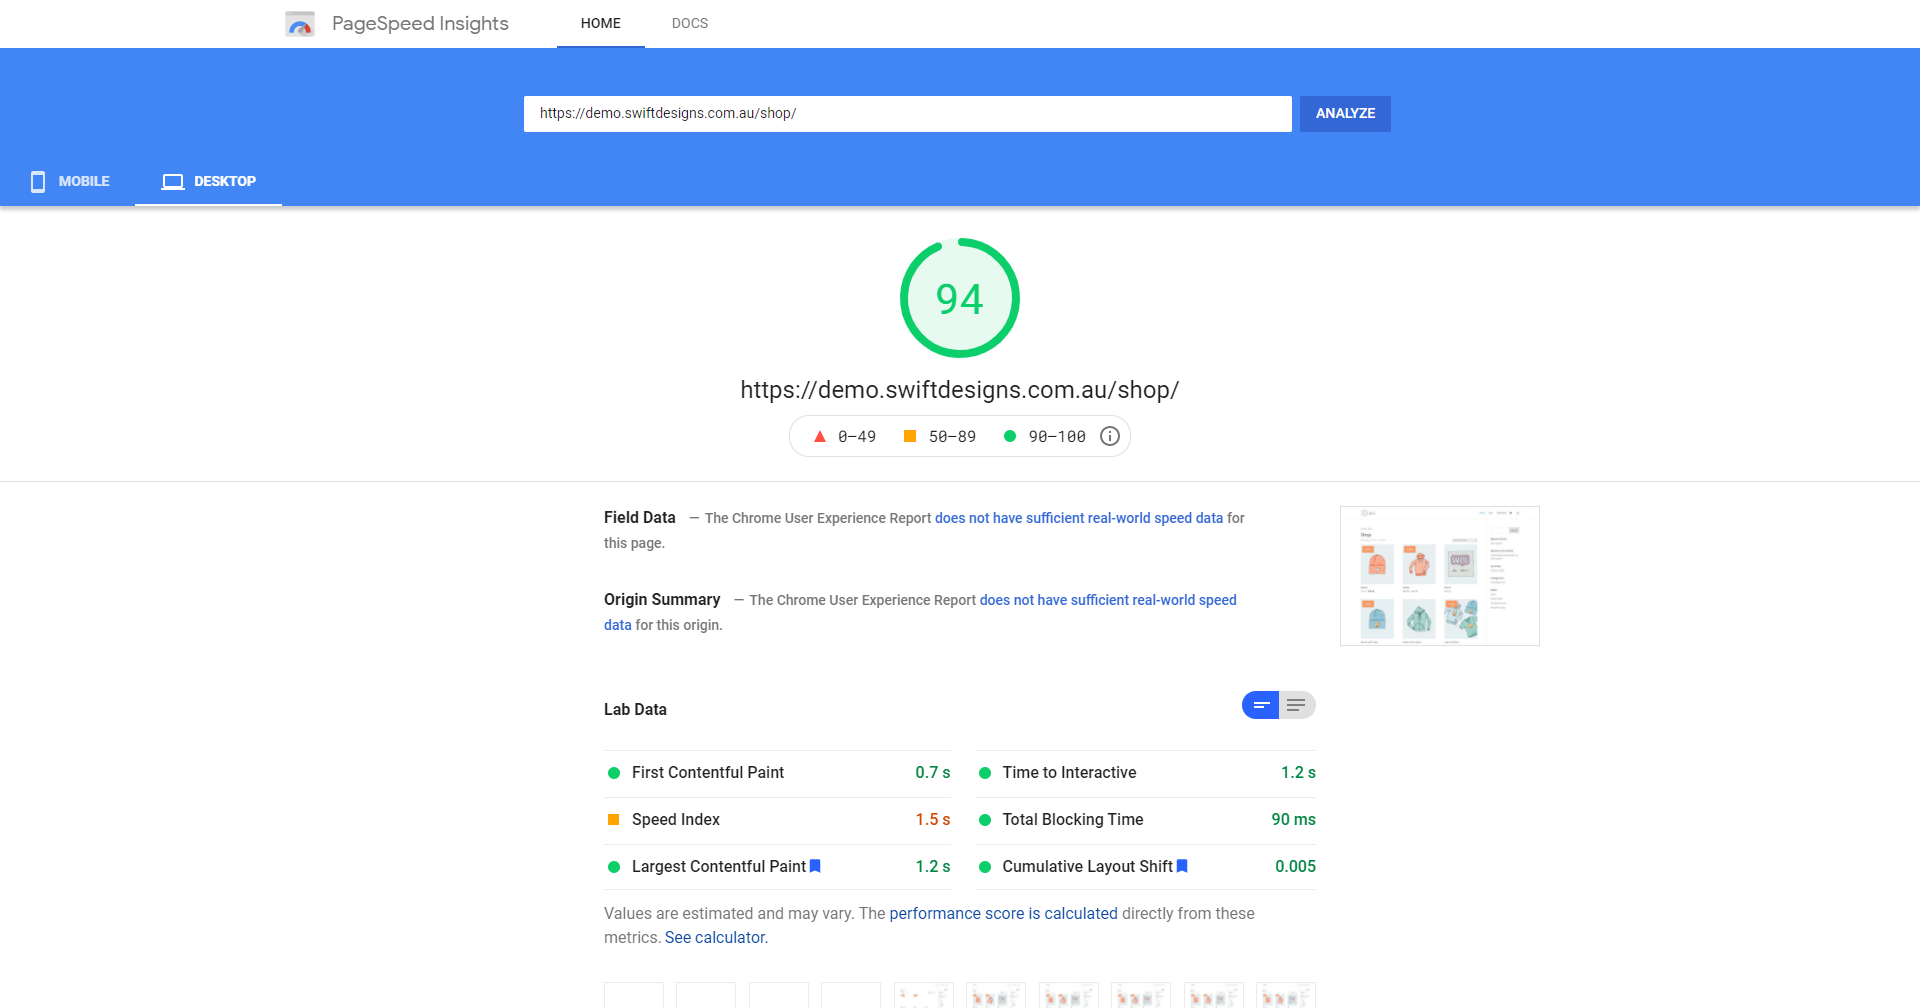 PageSpeed Insights
HOME
DOCS
https://demo.swiftdesigns.com.au/shop/
ANALYZE
MOBILE
DESKTOP
94
https://demo.swiftdesigns.com.au/shop/
0–49
50–89
90–100
Field Data — The Chrome User Experience Report does not have sufficient real-world speed data for
this page.
Origin Summary — The Chrome User Experience Report does not have sufficient real-world speed
data for this origin.
Shop
Lab Data
First Contentful Paint 0.7 s
Time to Interactive 1.2 s
Speed Index 1.5 s
Total Blocking Time 90 ms
Largest Contentful Paint 1.2 s
Cumulative Layout Shift 0.005
Values are estimated and may vary. The performance score is calculated directly from these
metrics. See calculator.